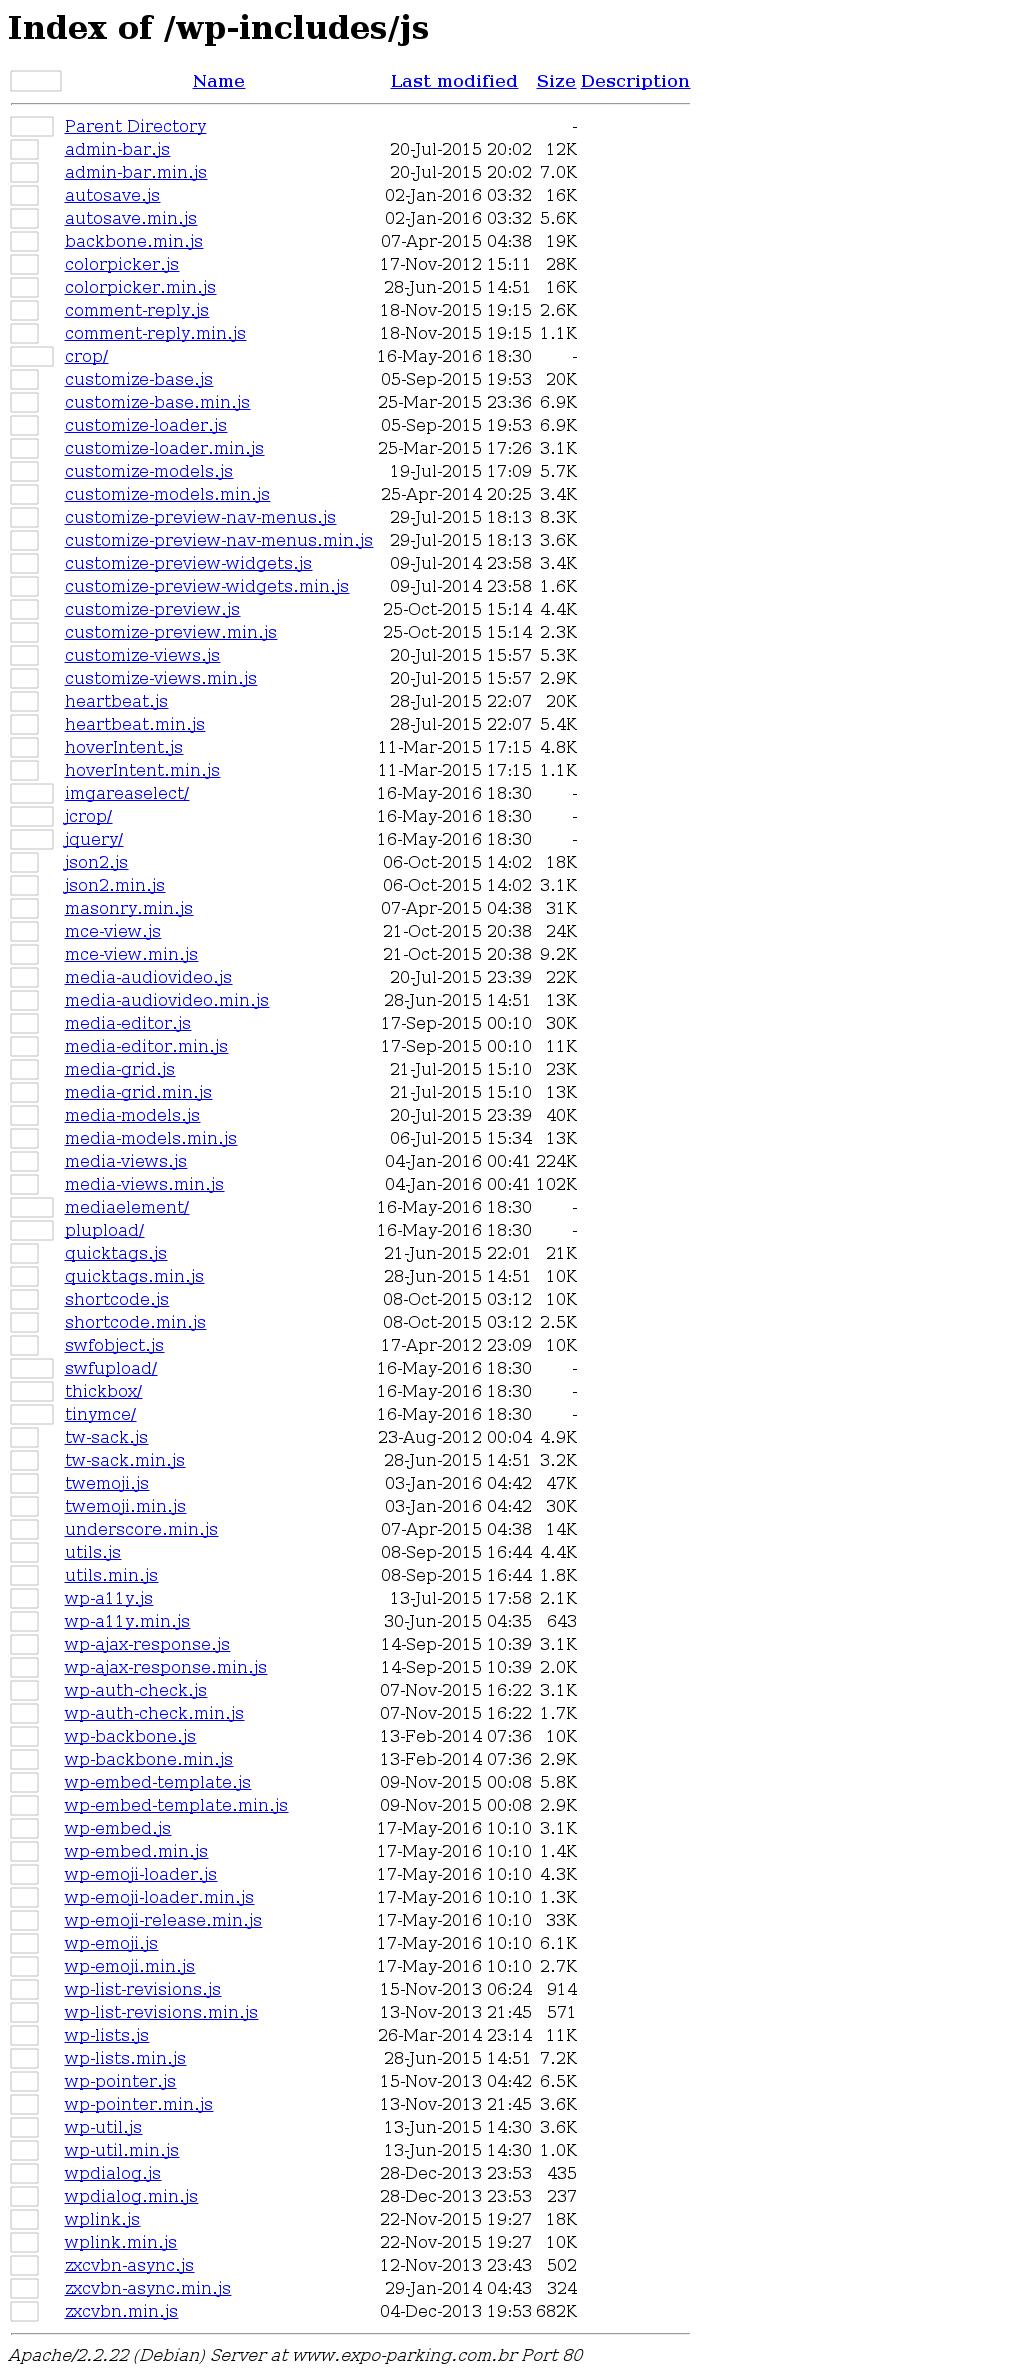 Index of /wp-includes/js
Name Last modified Size Description
Parent Directory -
admin-bar.js 20-Jul-2015 20:02 12K
admin-bar.min.js 20-Jul-2015 20:02 7.0K
autosave.js 02-Jan-2016 03:32 16K
autosave.min.js 02-Jan-2016 03:32 5.6K
backbone.min.js 07-Apr-2015 04:38 19K
colorpicker.js 17-Nov-2012 15:11 28K
colorpicker.min.js 28-Jun-2015 14:51 16K
comment-reply.js 18-Nov-2015 19:15 2.6K
comment-reply.min.js 18-Nov-2015 19:15 1.1K
crop/ 16-May-2016 18:30 -
customize-base.js 05-Sep-2015 19:53 20K
customize-base.min.js 25-Mar-2015 23:36 6.9K
customize-loader.js 05-Sep-2015 19:53 6.9K
customize-loader.min.js 25-Mar-2015 17:26 3.1K
customize-models.js 19-Jul-2015 17:09 5.7K
customize-models.min.js 25-Apr-2014 20:25 3.4K
customize-preview-nav-menus.js 29-Jul-2015 18:13 8.3K
customize-preview-nav-menus.min.js 29-Jul-2015 18:13 3.6K
customize-preview-widgets.js 09-Jul-2014 23:58 3.4K
customize-preview-widgets.min.js 09-Jul-2014 23:58 1.6K
customize-preview.js 25-Oct-2015 15:14 4.4K
customize-preview.min.js 25-Oct-2015 15:14 2.3K
customize-views.js 20-Jul-2015 15:57 5.3K
customize-views.min.js 20-Jul-2015 15:57 2.9K
heartbeat.js 28-Jul-2015 22:07 20K
heartbeat.min.js 28-Jul-2015 22:07 5.4K
hoverIntent.js 11-Mar-2015 17:15 4.8K
hoverIntent.min.js 11-Mar-2015 17:15 1.1K
imgareaselect/ 16-May-2016 18:30 -
jcrop/ 16-May-2016 18:30 -
jquery/ 16-May-2016 18:30 -
json2.js 06-Oct-2015 14:02 18K
json2.min.js 06-Oct-2015 14:02 3.1K
masonry.min.js 07-Apr-2015 04:38 31K
mce-view.js 21-Oct-2015 20:38 24K
mce-view.min.js 21-Oct-2015 20:38 9.2K
media-audiovideo.js 20-Jul-2015 23:39 22K
media-audiovideo.min.js 28-Jun-2015 14:51 13K
media-editor.js 17-Sep-2015 00:10 30K
media-editor.min.js 17-Sep-2015 00:10 11K
media-grid.js 21-Jul-2015 15:10 23K
media-grid.min.js 21-Jul-2015 15:10 13K
media-models.js 20-Jul-2015 23:39 40K
media-models.min.js 06-Jul-2015 15:34 13K
media-views.js 04-Jan-2016 00:41 224K
media-views.min.js 04-Jan-2016 00:41 102K
mediaelement/ 16-May-2016 18:30 -
plupload/ 16-May-2016 18:30 -
quicktags.js 21-Jun-2015 22:01 21K
quicktags.min.js 28-Jun-2015 14:51 10K
shortcode.js 08-Oct-2015 03:12 10K
shortcode.min.js 08-Oct-2015 03:12 2.5K
swfobject.js 17-Apr-2012 23:09 10K
swfupload/ 16-May-2016 18:30 -
thickbox/ 16-May-2016 18:30 -
tinymce/ 16-May-2016 18:30 -
tw-sack.js 23-Aug-2012 00:04 4.9K
tw-sack.min.js 28-Jun-2015 14:51 3.2K
twemoji.js 03-Jan-2016 04:42 47K
twemoji.min.js 03-Jan-2016 04:42 30K
underscore.min.js 07-Apr-2015 04:38 14K
utils.js 08-Sep-2015 16:44 4.4K
utils.min.js 08-Sep-2015 16:44 1.8K
wp-a11y.js 13-Jul-2015 17:58 2.1K
wp-a11y.min.js 30-Jun-2015 04:35 643
wp-ajax-response.js 14-Sep-2015 10:39 3.1K
wp-ajax-response.min.js 14-Sep-2015 10:39 2.0K
wp-auth-check.js 07-Nov-2015 16:22 3.1K
wp-auth-check.min.js 07-Nov-2015 16:22 1.7K
wp-backbone.js 13-Feb-2014 07:36 10K
wp-backbone.min.js 13-Feb-2014 07:36 2.9K
wp-embed-template.js 09-Nov-2015 00:08 5.8K
wp-embed-template.min.js 09-Nov-2015 00:08 2.9K
wp-embed.js 17-May-2016 10:10 3.1K
wp-embed.min.js 17-May-2016 10:10 1.4K
wp-emoji-loader.js 17-May-2016 10:10 4.3K
wp-emoji-loader.min.js 17-May-2016 10:10 1.3K
wp-emoji-release.min.js 17-May-2016 10:10 33K
wp-emoji.js 17-May-2016 10:10 6.1K
wp-emoji.min.js 17-May-2016 10:10 2.7K
wp-list-revisions.js 15-Nov-2013 06:24 914
wp-list-revisions.min.js 13-Nov-2013 21:45 571
wp-lists.js 26-Mar-2014 23:14 11K
wp-lists.min.js 28-Jun-2015 14:51 7.2K
wp-pointer.js 15-Nov-2013 04:42 6.5K
wp-pointer.min.js 13-Nov-2013 21:45 3.6K
wp-util.js 13-Jun-2015 14:30 3.6K
wp-util.min.js 13-Jun-2015 14:30 1.0K
wpdialog.js 28-Dec-2013 23:53 435
wpdialog.min.js 28-Dec-2013 23:53 237
wplink.js 22-Nov-2015 19:27 18K
wplink.min.js 22-Nov-2015 19:27 10K
zxcvbn-async.js 12-Nov-2013 23:43 502
zxcvbn-async.min.js 29-Jan-2014 04:43 324
zxcvbn.min.js 04-Dec-2013 19:53 682K
Apache/2.2.22 (Debian) Server at www.expo-parking.com.br Port 80